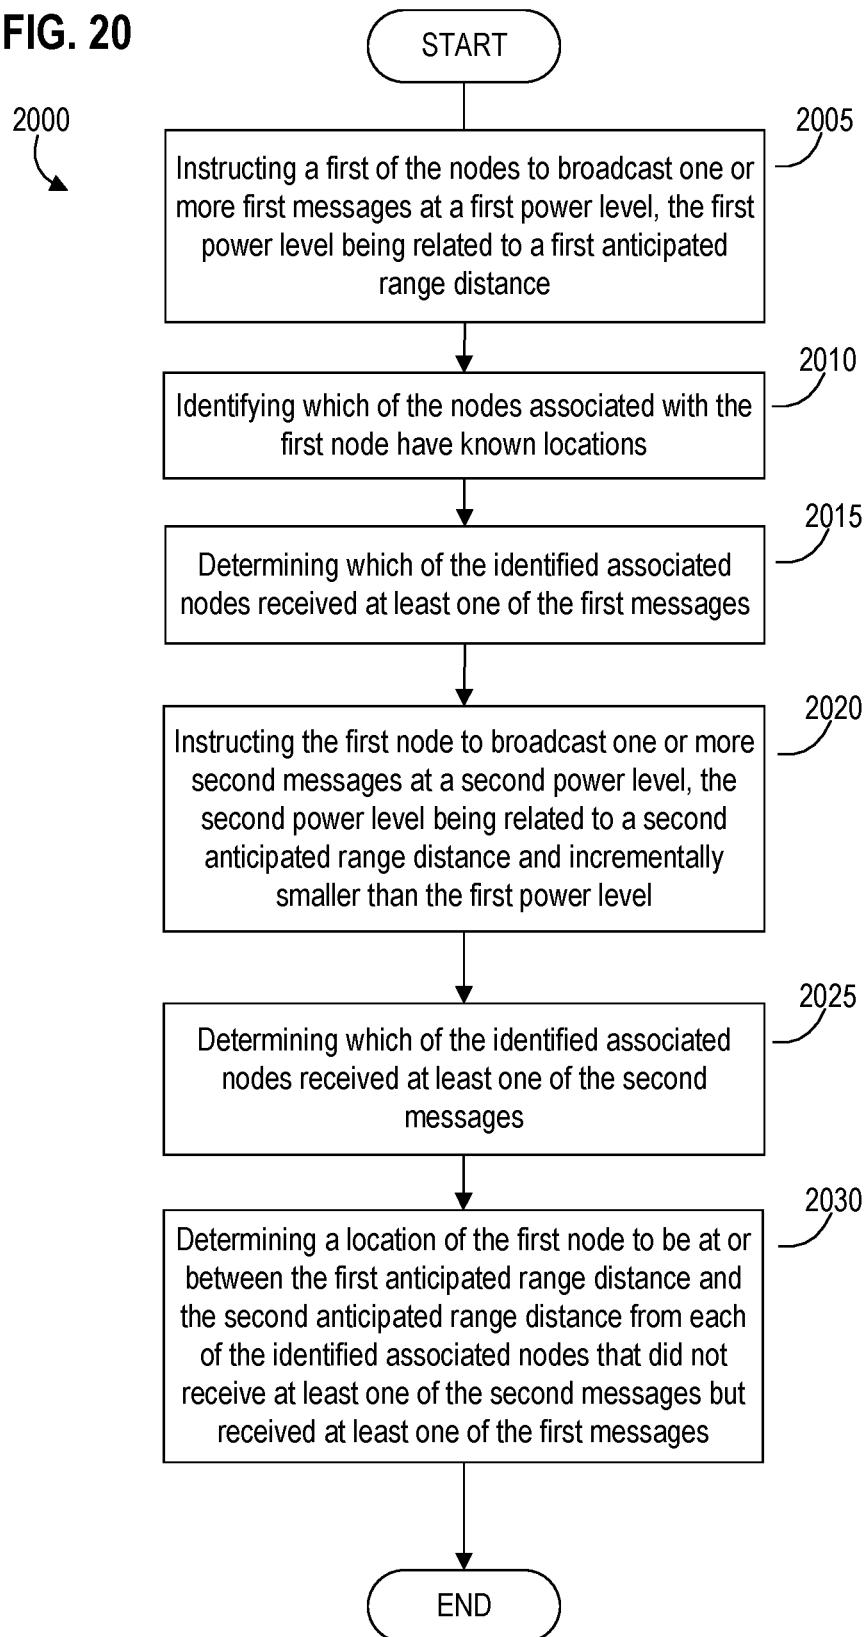 FIG. 20
START
2000
2005
Instructing a first of the nodes to broadcast one or
more first messages at a first power level, the first
power level being related to a first anticipated
range distance
2010
Identifying which of the nodes associated with the
first node have known locations
2015
Determining which of the identified associated
nodes received at least one of the first messages
2020
Instructing the first node to broadcast one or more
second messages at a second power level, the
second power level being related to a second
anticipated range distance and incrementally
smaller than the first power level
2025
Determining which of the identified associated
nodes received at least one of the second
messages
2030
Determining a location of the first node to be at or
between the first anticipated range distance and
the second anticipated range distance from each
of the identified associated nodes that did not
receive at least one of the second messages but
received at least one of the first messages
END